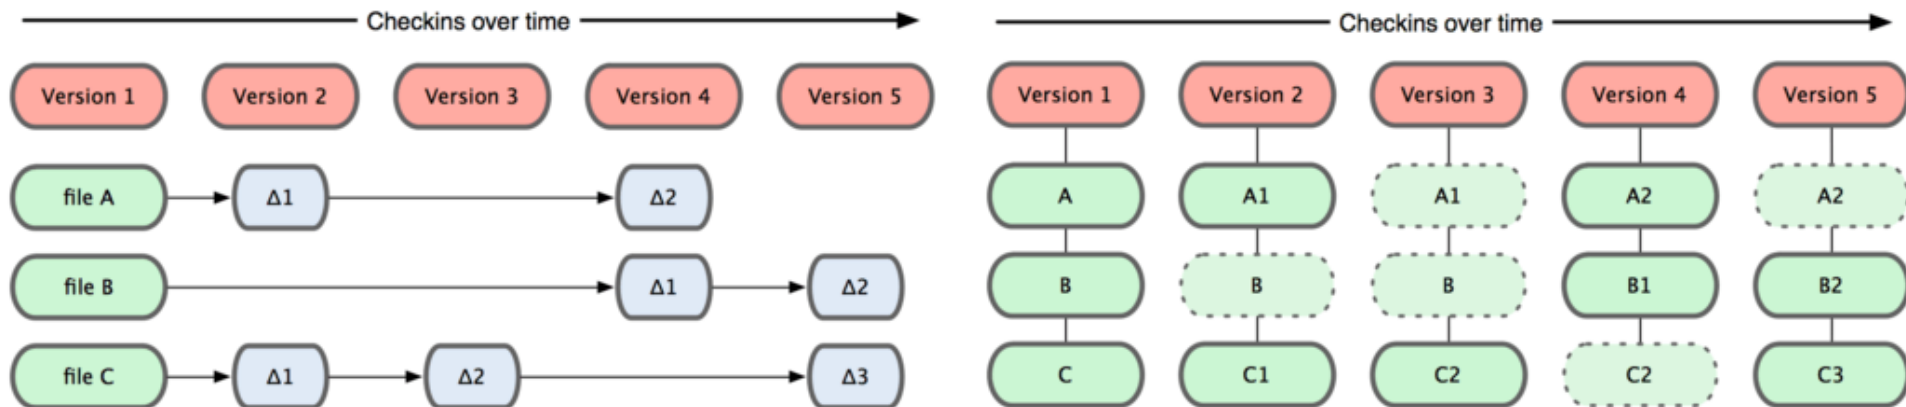 Checkins over time
Version 1 Version 2 Version 3 Version 4 Version 5
file A Δ1 Δ2
file B Δ1 Δ2
file C Δ1 Δ2 Δ3
Checkins over time
Version 1 Version 2 Version 3 Version 4 Version 5
A A1 A1 A2 A2
B B B B1 B2
C C1 C2 C2 C3